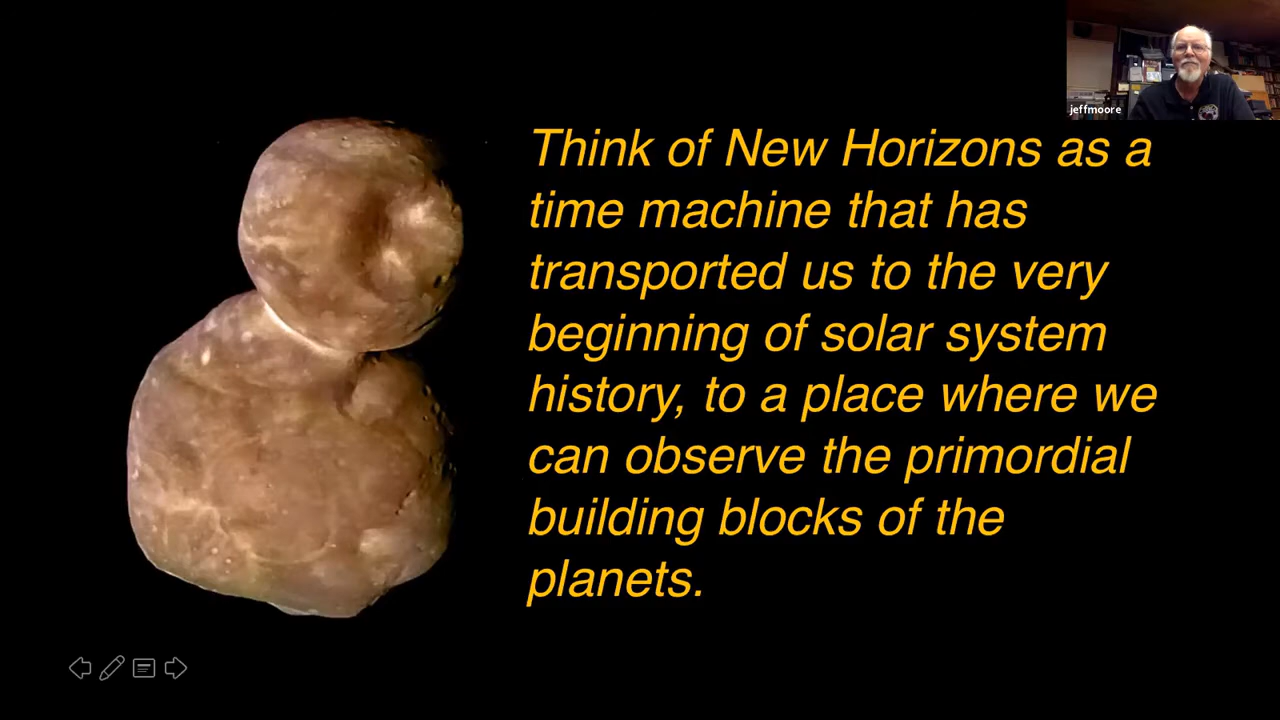 jeffmoore
Think of New Horizons as a
time machine that has
transported us to the very
beginning of solar system
history, to a place where we
can observe the primordial
building blocks of the
planets.